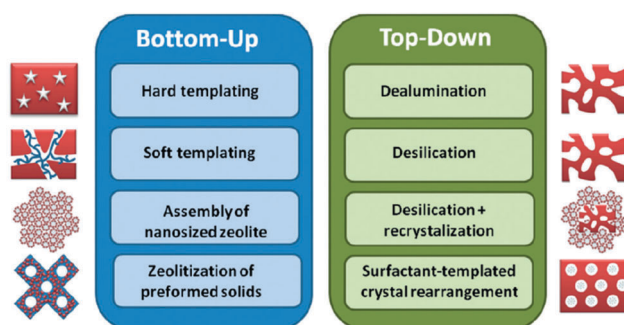 Bottom-Up
Hard templating
Soft templating
Assembly of
nanosized zeolite
Zeolitization of
preformed solids
Top-Down
Dealumination
Desilication
Desilication +
recrystalization
Surfactant-templated
crystal rearrangement